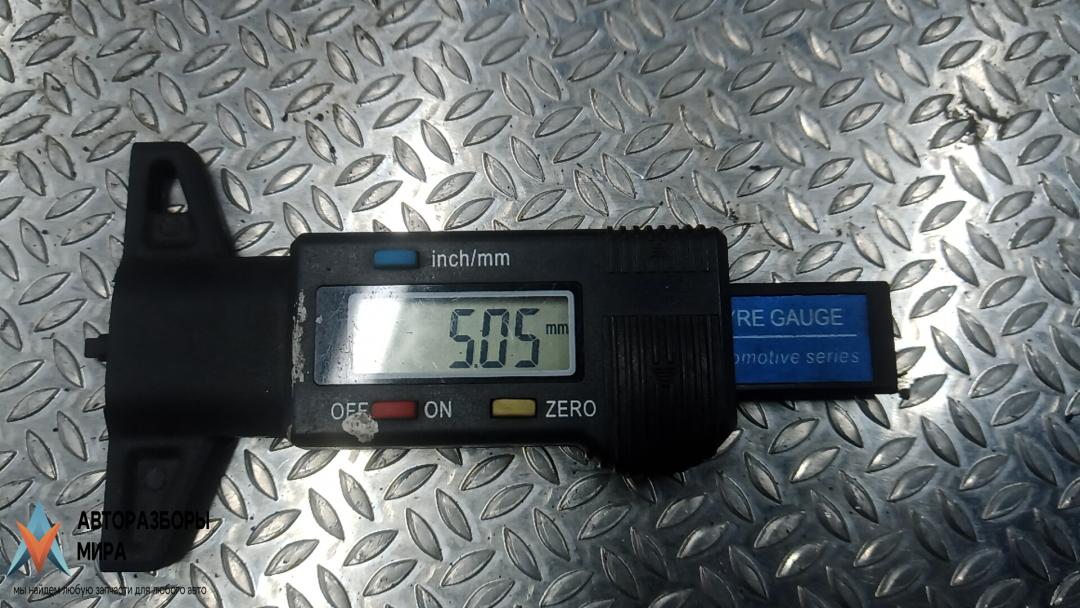 inch/mm
5.05 mm
OFF ON ZERO
YRE GAUGE
omotive series
АВТОРАЗБОРЫ
МИРА
мы найдем любую запчасти для любого авто